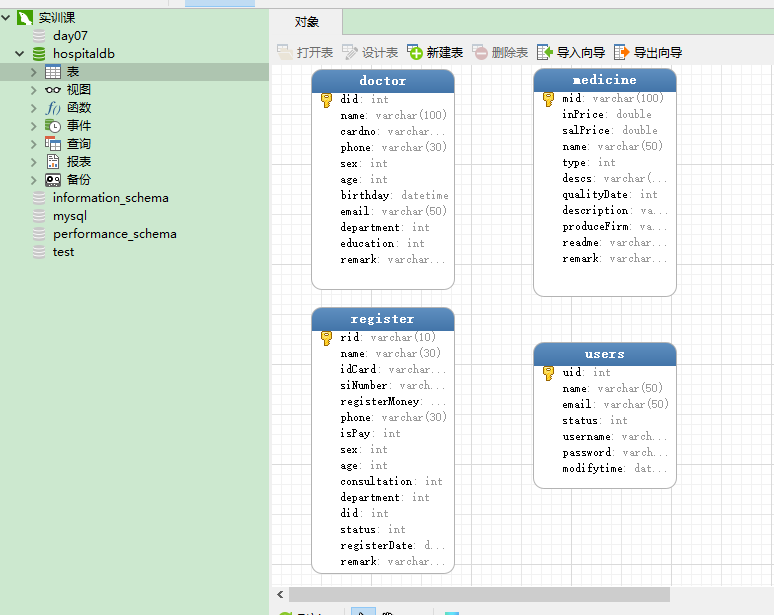 实训课
day07
hospitaldb
表
视图
函数
事件
查询
报表
备份
information_schema
mysql
performance_schema
test
对象
打开表 设计表 新建表 删除表 导入向导 导出向导
doctor
did: int
name: varchar(100)
cardno: varchar...
phone: varchar(30)
sex: int
age: int
birthday: datetime
email: varchar(50)
department: int
education: int
remark: varchar...
medicine
mid: varchar(100)
inPrice: double
salPrice: double
name: varchar(50)
type: int
descs: varchar(...
qualityDate: int
description: va...
produceFirm: va...
readme: varchar...
remark: varchar...
register
rid: varchar(10)
name: varchar(30)
idCard: varchar...
siNumber: varch...
registerMoney: ...
phone: varchar(30)
isPay: int
sex: int
age: int
consultation: int
department: int
did: int
status: int
registerDate: d...
remark: varchar...
users
uid: int
name: varchar(50)
email: varchar(50)
status: int
username: varch...
password: varch...
modifytime: dat...